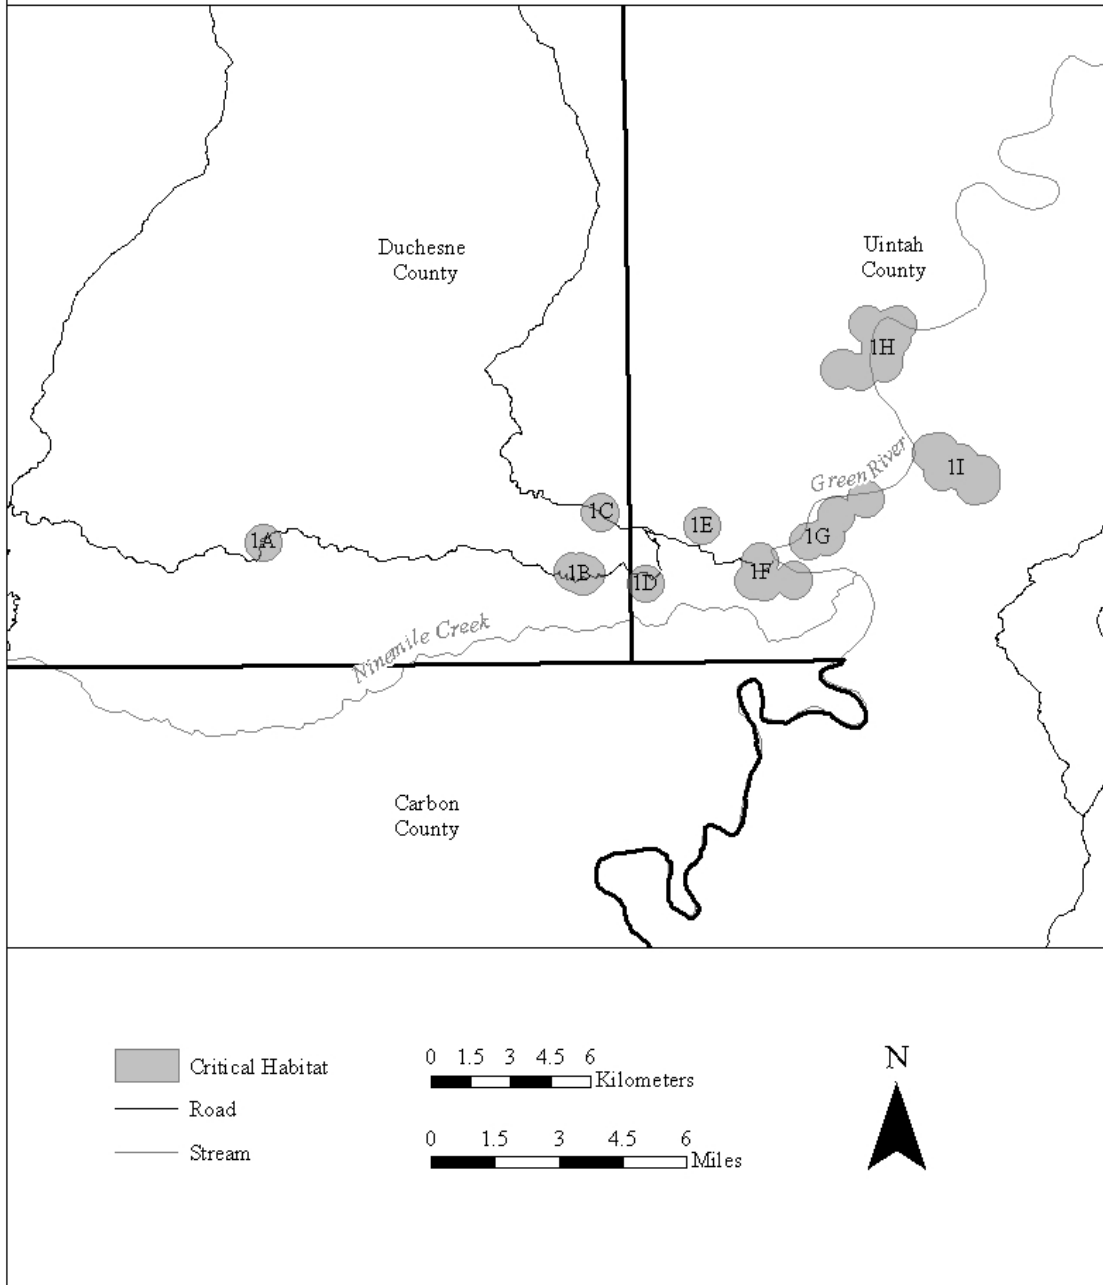 Duchesne
County
Uintah
County
1H
Green River
1I
1C
1E
1G
1A
1B
1D
1F
Ninemile Creek
Carbon
County
Critical Habitat
Road
Stream
0 1.5 3 4.5 6
Kilometers
0 1.5 3 4.5 6
Miles
N